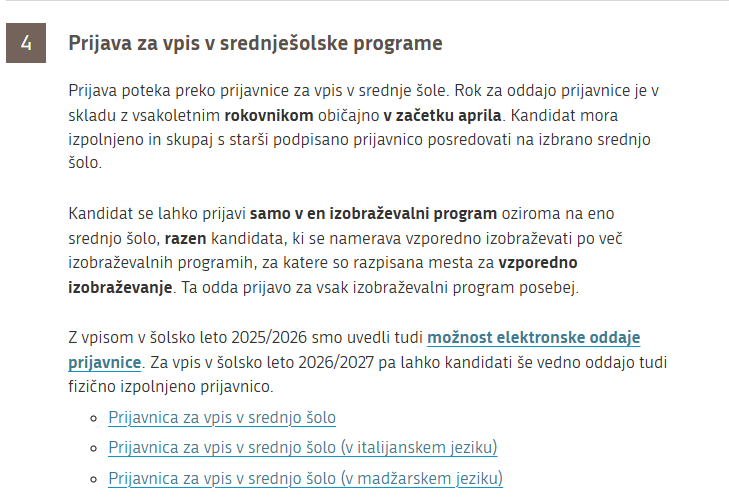 4
Prijava za vpis v srednješolske programe
Prijava poteka preko prijavnice za vpis v srednje šole. Rok za oddajo prijavnice je v
skladu z vsakoletnim rokovnikom običajno v začetku aprila. Kandidat mora
izpolnjeno in skupaj s starši podpisano prijavnico posredovati na izbrano srednjo
šolo.
Kandidat se lahko prijavi samo v en izobraževalni program oziroma na eno
srednjo šolo, razen kandidata, ki se namerava vzporedno izobraževati po več
izobraževalnih programih, za katere so razpisana mesta za vzporedno
izobraževanje. Ta odda prijavo za vsak izobraževalni program posebej.
Z vpisom v šolsko leto 2025/2026 smo uvedli tudi možnost elektronske oddaje
prijavnice. Za vpis v šolsko leto 2026/2027 pa lahko kandidati še vedno oddajo tudi
fizično izpolnjeno prijavnico.
Prijavnica za vpis v srednjo šolo
Prijavnica za vpis v srednjo šolo (v italijanskem jeziku)
Prijavnica za vpis v srednjo šolo (v madžarskem jeziku)